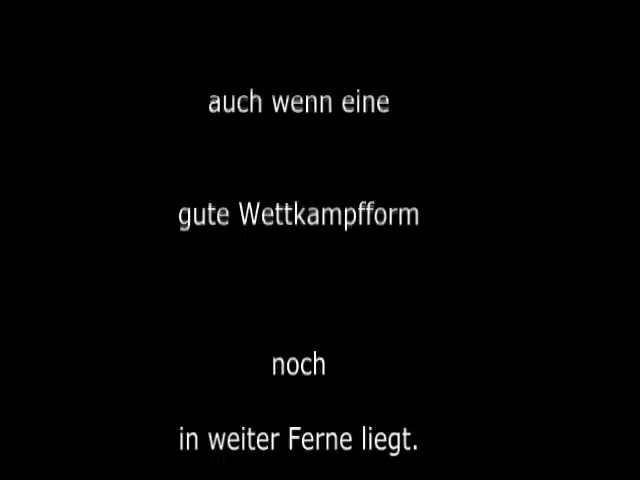 auch wenn eine
gute Wettkampfform
noch
in weiter Ferne liegt.